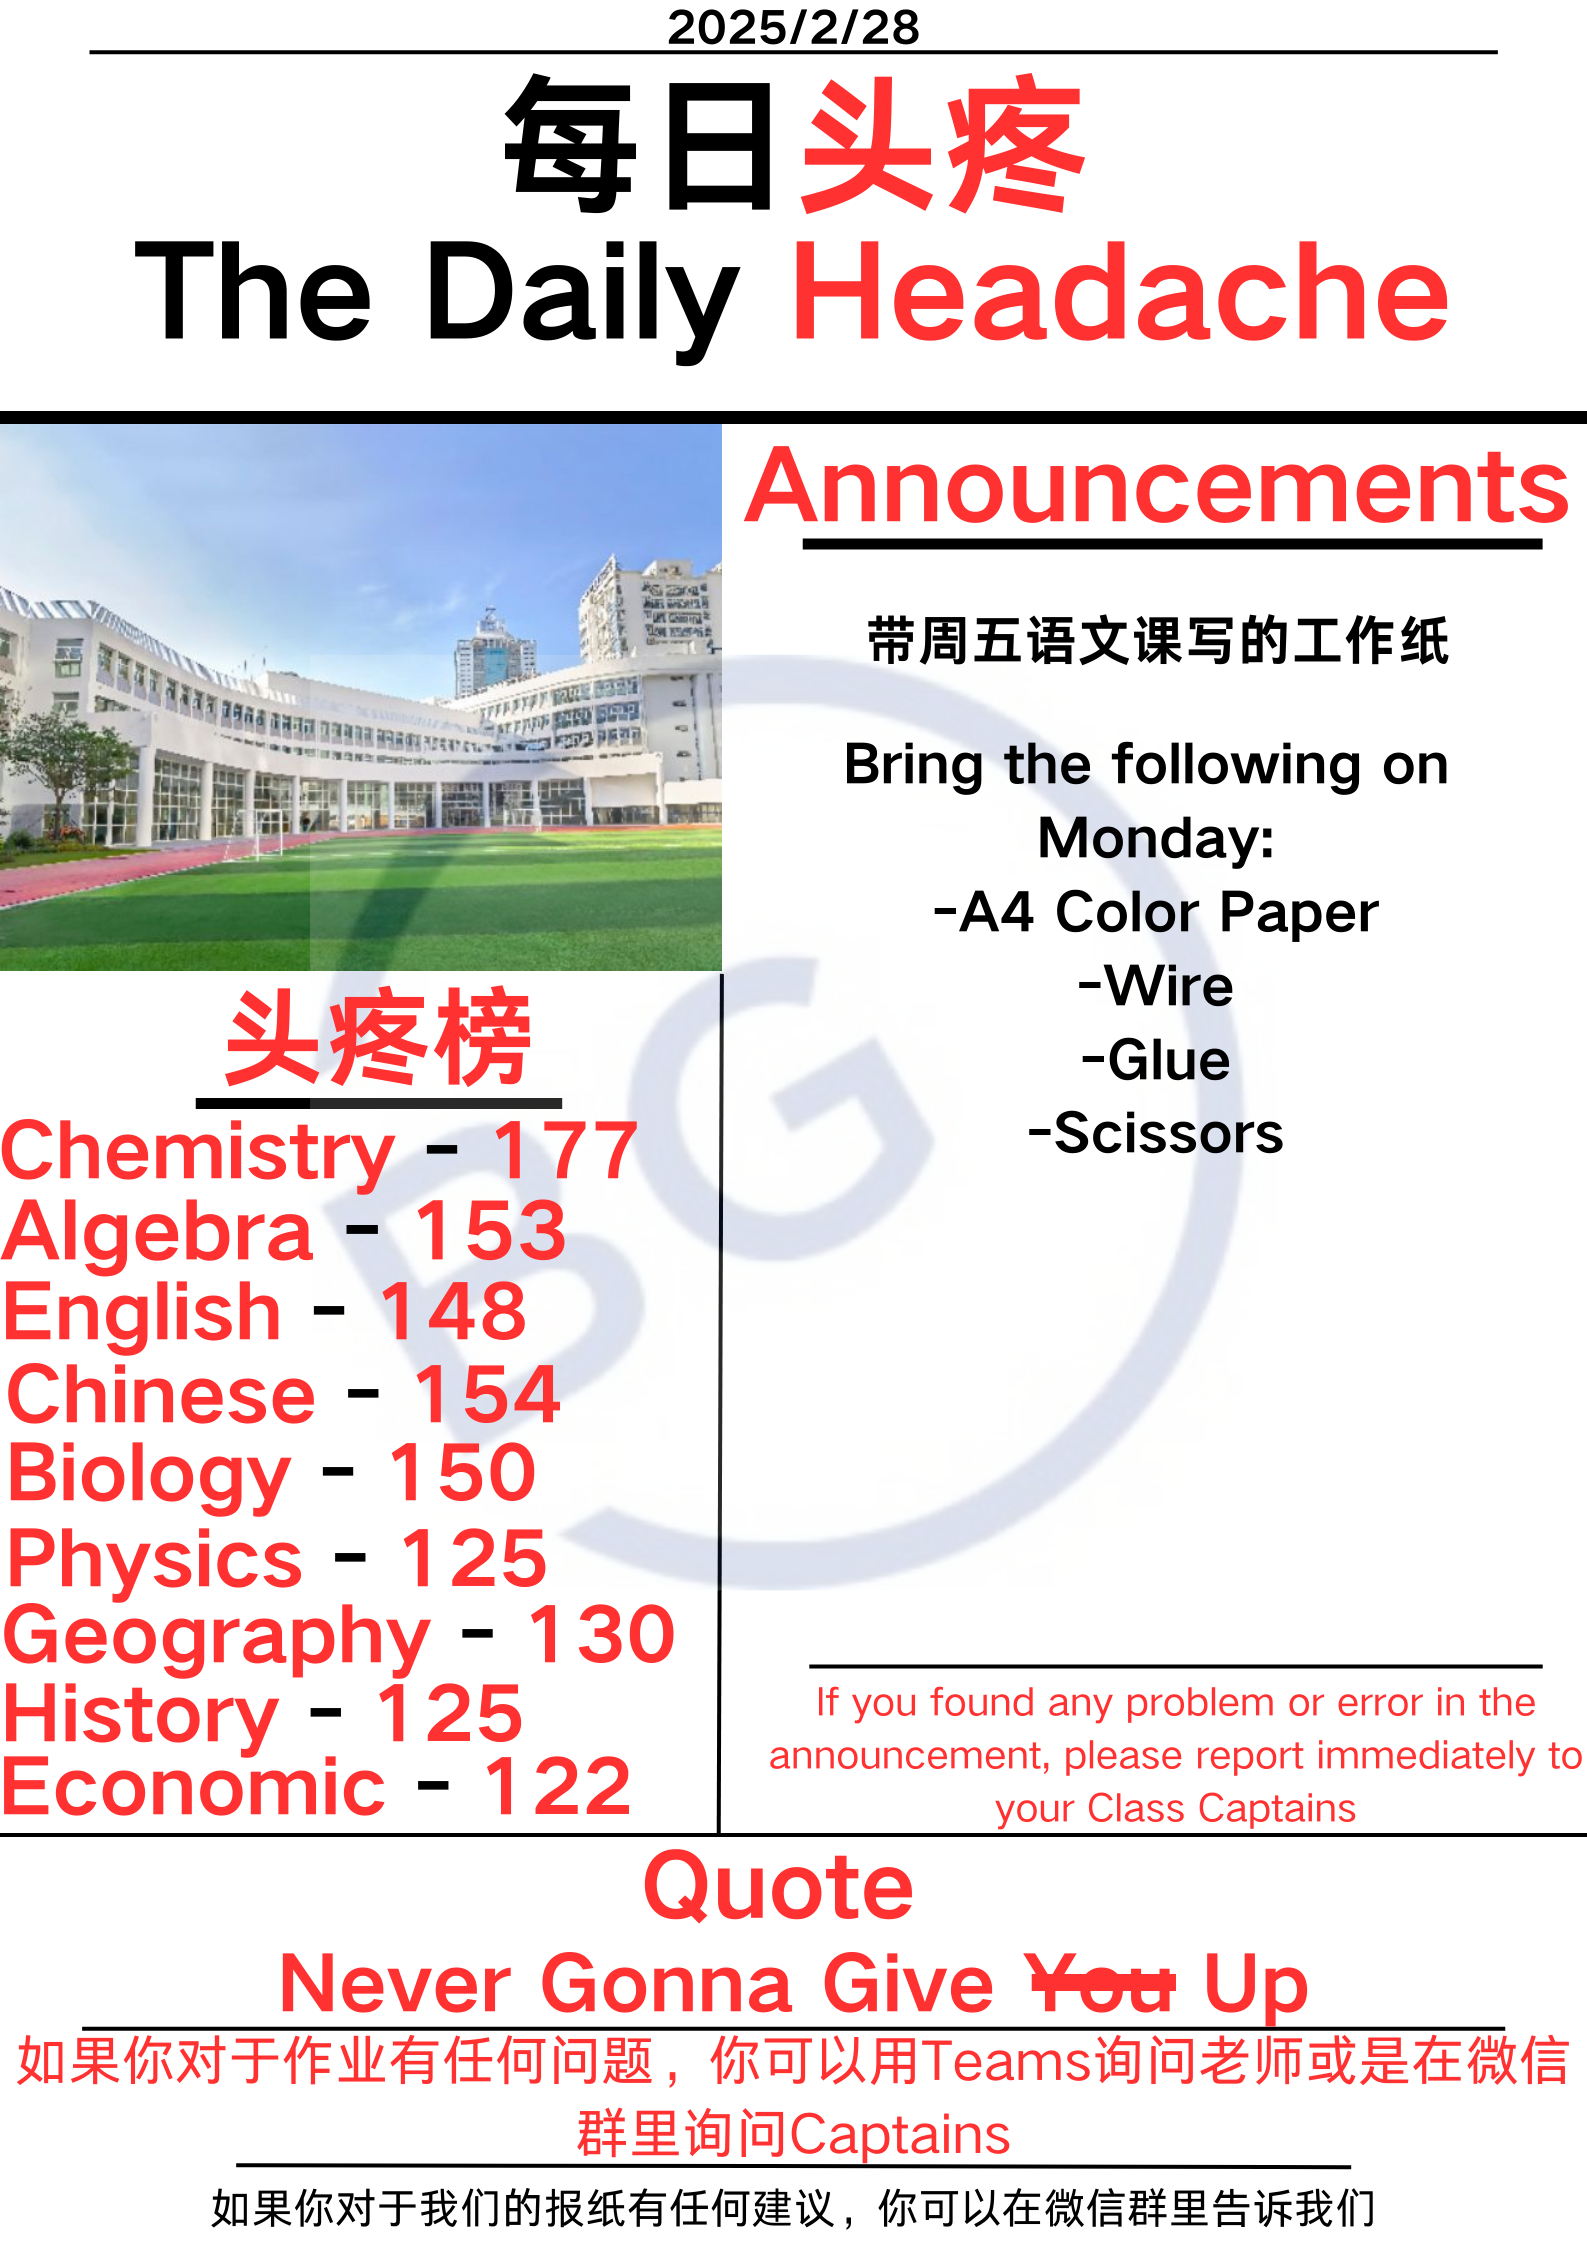 2025/2/28
每日头疼
The Daily Headache
Announcements
带周五语文课写的工作纸
Bring the following on
Monday:
-A4 Color Paper
-Wire
-Glue
-Scissors
头疼榜
Chemistry - 177
Algebra - 153
English - 148
Chinese - 154
Biology - 150
Physics - 125
Geography - 130
History - 125
Economic - 122
BG
If you found any problem or error in the
announcement, please report immediately to
your Class Captains
Quote
Never Gonna Give You Up
如果你对于作业有任何问题，你可以用Teams询问老师或是在微信
群里询问Captains
如果你对于我们的报纸有任何建议，你可以在微信群里告诉我们